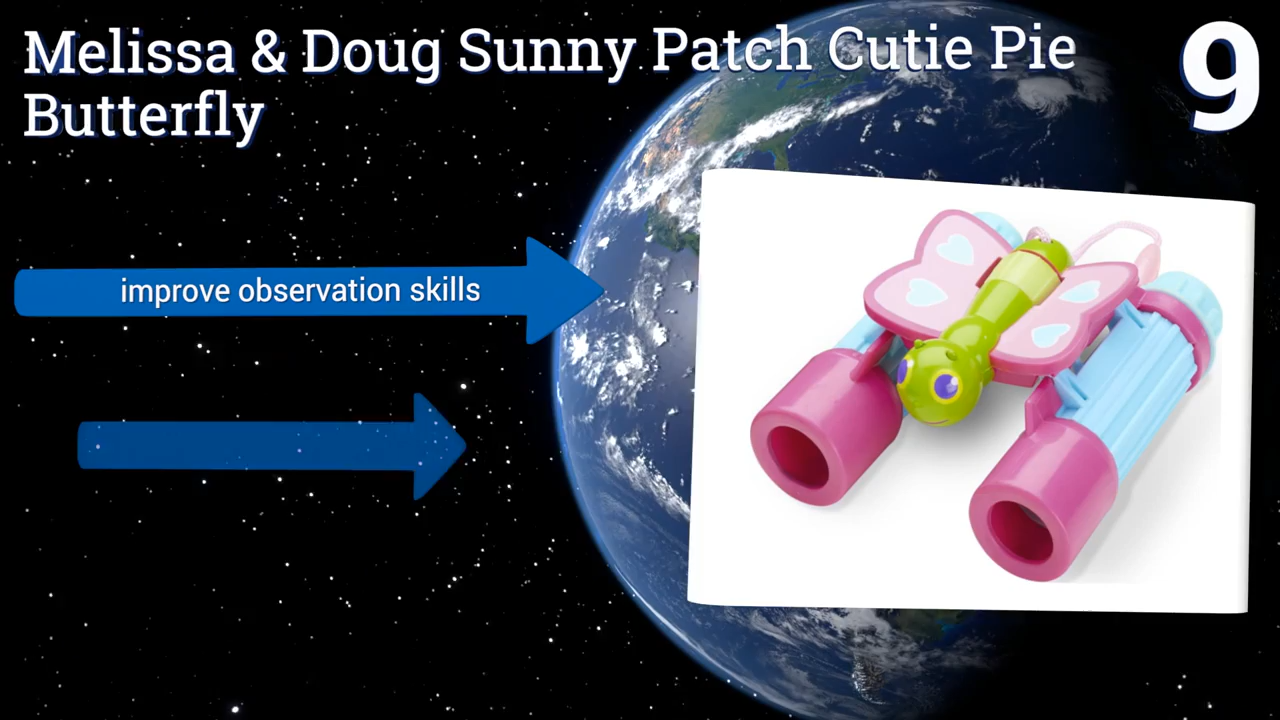 Melissa & Doug Sunny Patch Cutie Pie
Butterfly
9
improve observation skills